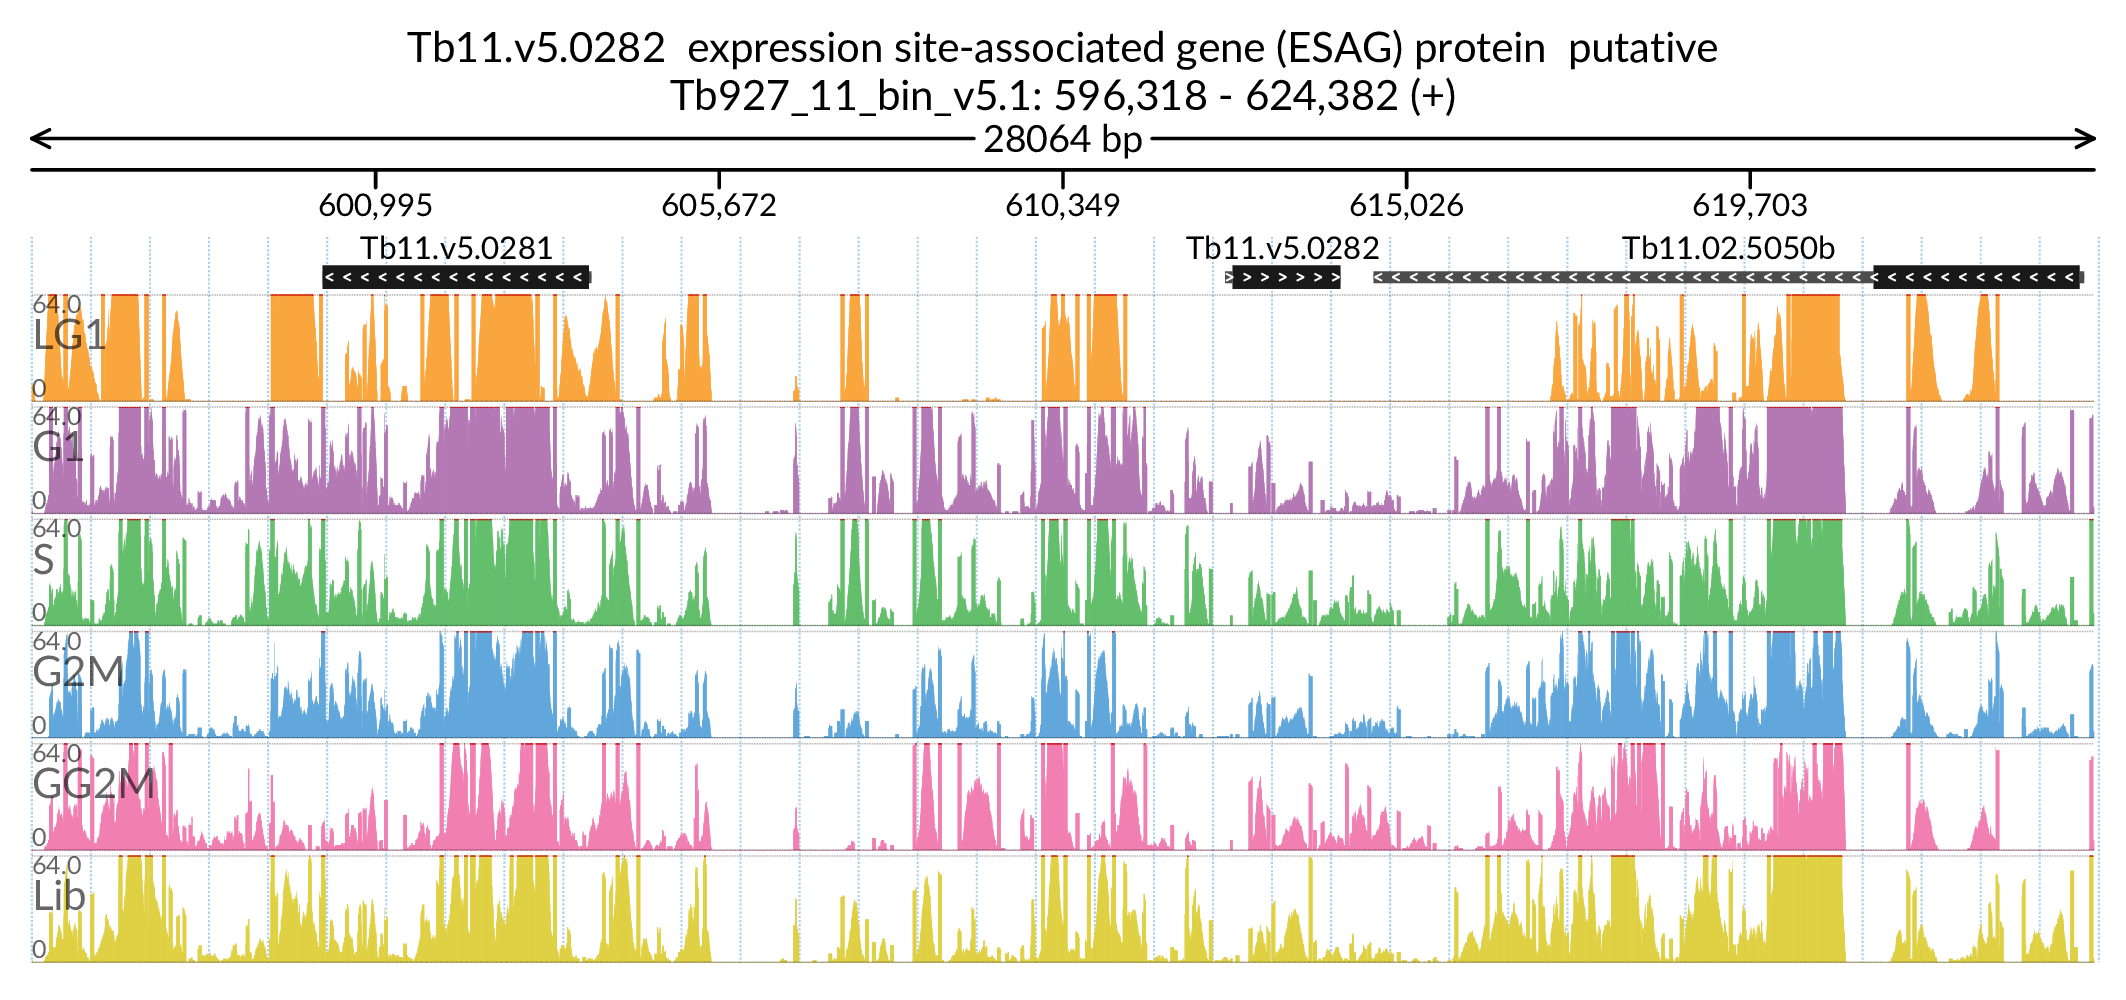 Tb11.v5.0282  expression site-associated gene (ESAG) protein  putative
Tb927_11_bin_v5.1: 596,318 - 624,382 (+)
28064 bp
600,995 605,672 610,349 615,026 619,703
Tb11.v5.0281 Tb11.v5.0282 Tb11.02.5050b
64.0
LG1
0
64.0
G1
0
64.0
S
0
64.0
G2M
0
64.0
GG2M
0
64.0
Lib
0